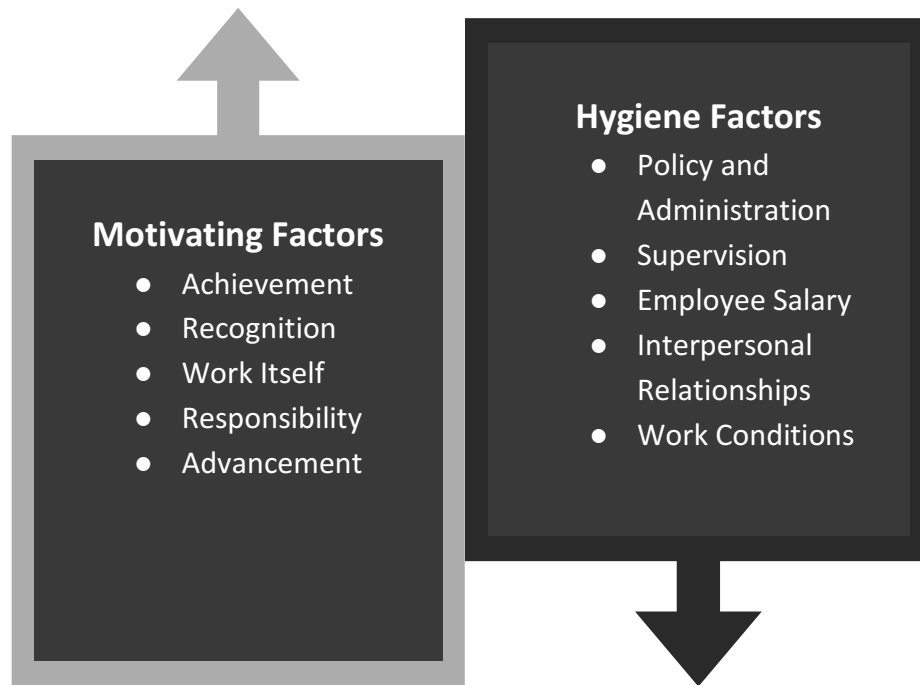 Motivating Factors
● Achievement
● Recognition
● Work Itself
● Responsibility
● Advancement
Hygiene Factors
● Policy and
Administration
● Supervision
● Employee Salary
● Interpersonal
Relationships
● Work Conditions